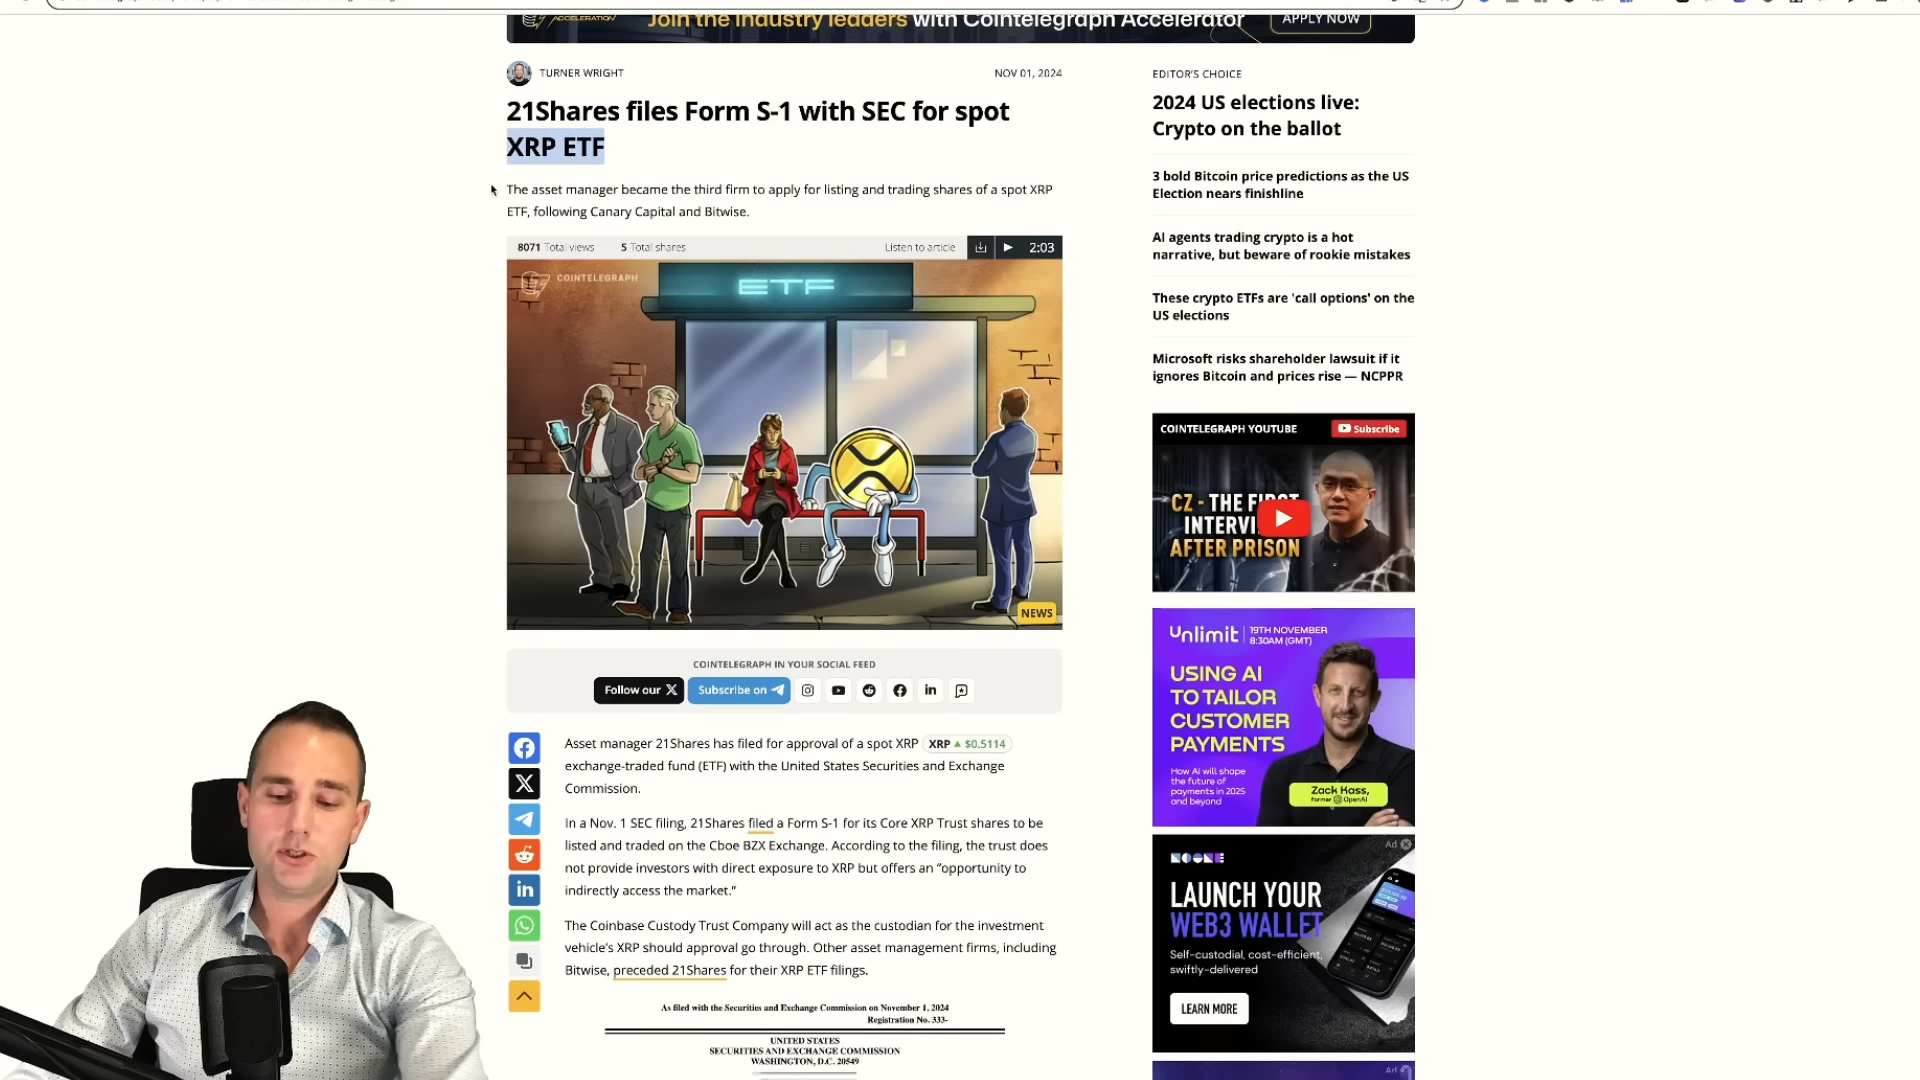 ACCELERATION
Join the industry leaders with Cointelegraph Accelerator
APPLY NOW
TURNER WRIGHT
NOV 01, 2024
21Shares files Form S-1 with SEC for spot
XRP ETF
The asset manager became the third firm to apply for listing and trading shares of a spot XRP
ETF, following Canary Capital and Bitwise.
8071 Total views
5 Total shares
Listen to article
2:03
COINTELEGRAPH
ETF
NEWS
COINTELEGRAPH IN YOUR SOCIAL FEED
Follow our X
Subscribe on
Asset manager 21Shares has filed for approval of a spot XRP XRP ▲ $0.5114
exchange-traded fund (ETF) with the United States Securities and Exchange
Commission.
In a Nov. 1 SEC filing, 21Shares filed a Form S-1 for its Core XRP Trust shares to be
listed and traded on the Cboe BZX Exchange. According to the filing, the trust does
not provide investors with direct exposure to XRP but offers an “opportunity to
indirectly access the market.”
The Coinbase Custody Trust Company will act as the custodian for the investment
vehicle’s XRP should approval go through. Other asset management firms, including
Bitwise, preceded 21Shares for their XRP ETF filings.
As filed with the Securities and Exchange Commission on November 1, 2024
Registration No. 333-
UNITED STATES
SECURITIES AND EXCHANGE COMMISSION
WASHINGTON, D.C. 20549
EDITOR'S CHOICE
2024 US elections live:
Crypto on the ballot
3 bold Bitcoin price predictions as the US
Election nears finishline
AI agents trading crypto is a hot
narrative, but beware of rookie mistakes
These crypto ETFs are 'call options' on the
US elections
Microsoft risks shareholder lawsuit if it
ignores Bitcoin and prices rise — NCPPR
COINTELEGRAPH YOUTUBE
Subscribe
CZ - THE FIRST
AFTER PRISON
Unlimit
19TH NOVEMBER
8:30AM (GMT)
USING AI
TO TAILOR
CUSTOMER
PAYMENTS
How AI will shape
the future of
payments in 2025
and beyond
Zack Kass,
Former OpenAI
Ad
NOONE
LAUNCH YOUR
WEB3 WALLET
Self-custodial, cost-efficient,
swiftly-delivered
LEARN MORE